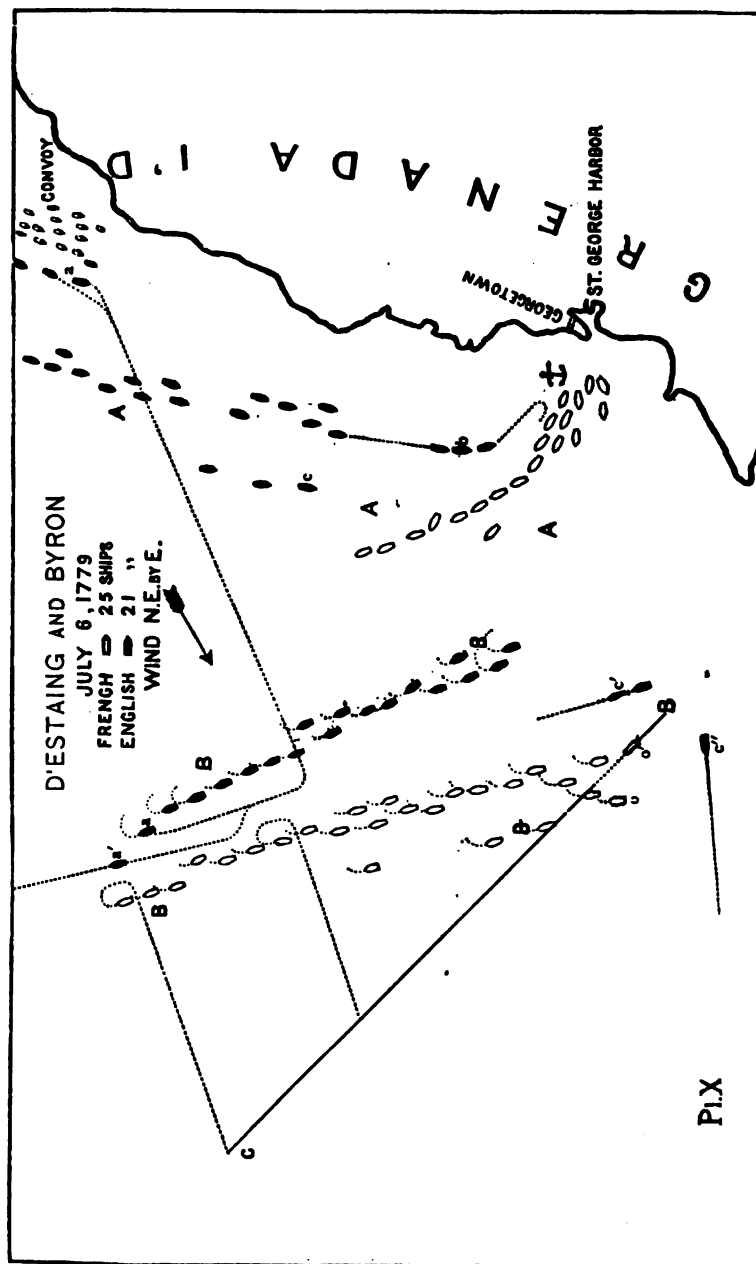 D'ESTAING AND BYRON
JULY 6, 1779
FRENCH 25 SHIPS
ENGLISH 21 "
WIND N.E. BY E.
CONVOY
GRENADA I'D
GEORGETOWN
ST. GEORGE HARBOR
A
a
b
c
A
A
B
B
a
a'
B
B
B
b'
c'
c"
C
Pl. X